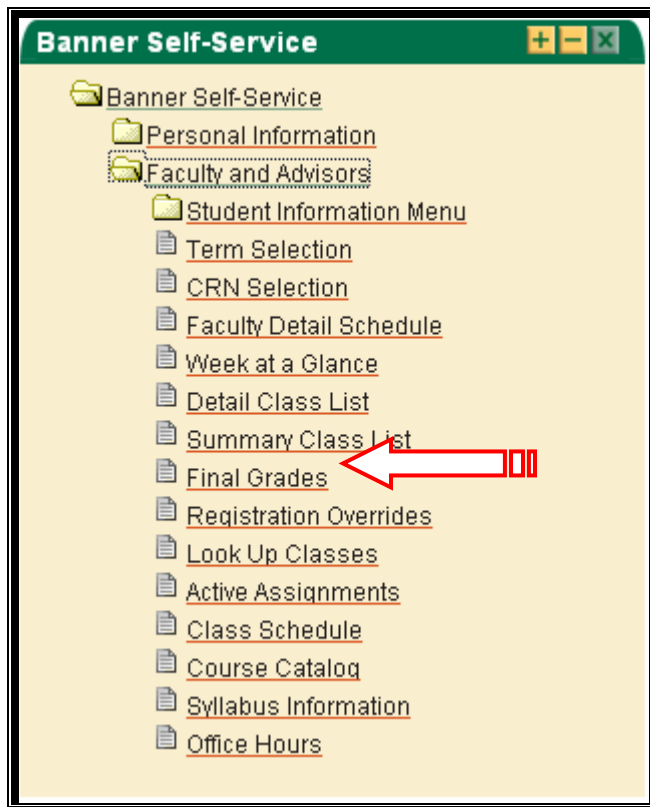 Banner Self-Service
Banner Self-Service
Personal Information
Faculty and Advisors
Student Information Menu
Term Selection
CRN Selection
Faculty Detail Schedule
Week at a Glance
Detail Class List
Summary Class List
Final Grades
Registration Overrides
Look Up Classes
Active Assignments
Class Schedule
Course Catalog
Syllabus Information
Office Hours